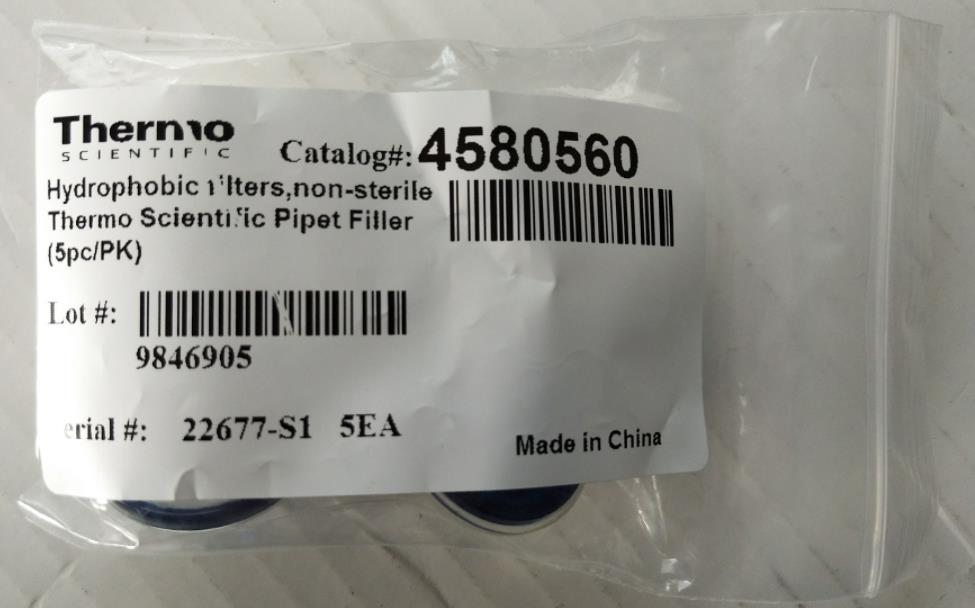 Thermo
SCIENTIFIC
Catalog#: 4580560
Hydrophobic Filters,non-sterile
Thermo Scientific Pipet Filler
(5pc/PK)
Lot #:
9846905
erial #: 22677-S1 5EA
Made in China